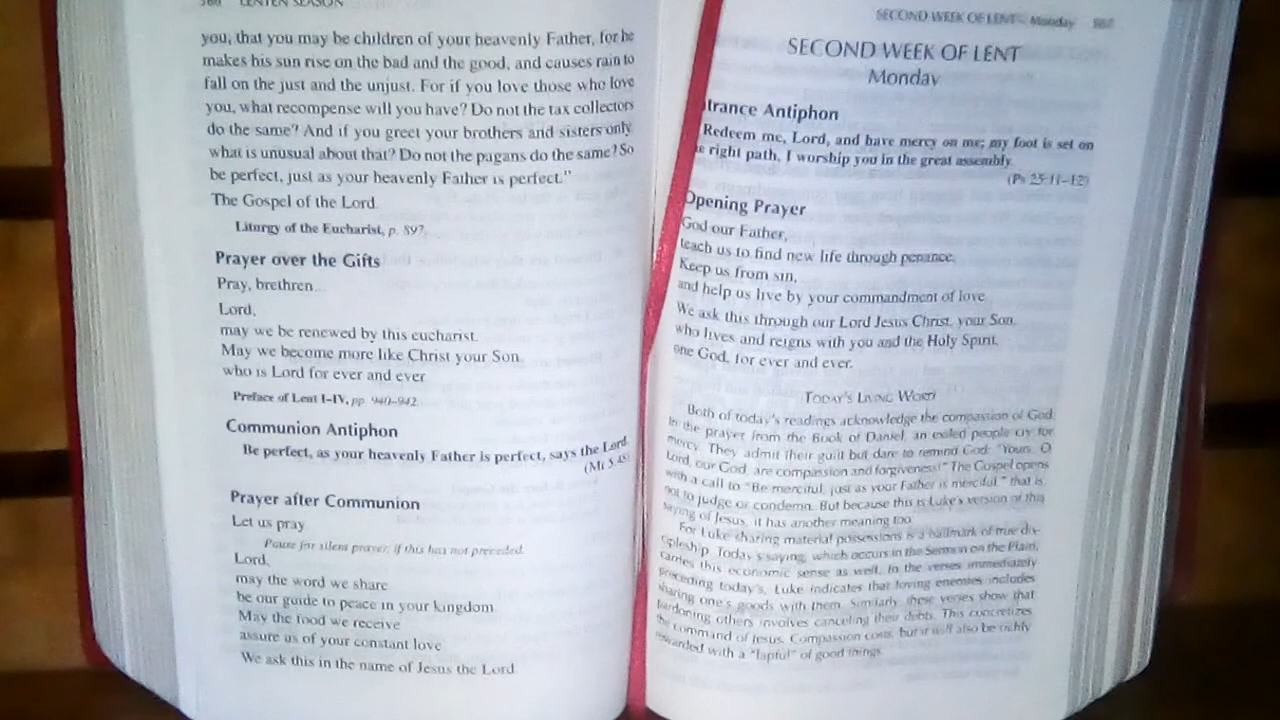 LENTEN SEASON
you, that you may be children of your heavenly Father, for he
makes his sun rise on the bad and the good, and causes rain to
fall on the just and the unjust. For if you love those who love
you, what recompense will you have? Do not the tax collectors
do the same? And if you greet your brothers and sisters only,
what is unusual about that? Do not the pagans do the same? So
be perfect, just as your heavenly Father is perfect."
The Gospel of the Lord.
Liturgy of the Eucharist, p. 897.
Prayer over the Gifts
Pray, brethren...
Lord,
may we be renewed by this eucharist.
May we become more like Christ your Son,
who is Lord for ever and ever.
Preface of Lent I-IV, pp. 940-942.
Communion Antiphon
Be perfect, as your heavenly Father is perfect, says the Lord.
(Mt 5:48)
Prayer after Communion
Let us pray.
Pause for silent prayer, if this has not preceded.
Lord,
may the word we share
be our guide to peace in your kingdom.
May the food we receive
assure us of your constant love.
We ask this in the name of Jesus the Lord.
SECOND WEEK OF LENT – Monday
SECOND WEEK OF LENT
Monday
trance Antiphon
Redeem me, Lord, and have mercy on me; my foot is set on
e right path, I worship you in the great assembly.
(Ps 25:11-12)
Opening Prayer
God our Father,
teach us to find new life through penance.
Keep us from sin,
and help us live by your commandment of love.
We ask this through our Lord Jesus Christ, your Son,
who lives and reigns with you and the Holy Spirit,
one God, for ever and ever.
TODAY'S LIVING WORD
Both of today's readings acknowledge the compassion of God.
In the prayer from the Book of Daniel, an exiled people cry for
mercy. They admit their guilt but dare to remind God: "Yours, O
Lord, our God, are compassion and forgiveness!" The Gospel opens
with a call to "Be merciful, just as your Father is merciful," that is,
not to judge or condemn. But because this is Luke's version of this
saying of Jesus, it has another meaning too.
For Luke sharing material possessions is a hallmark of true dis-
cipleship. Today's saying, which occurs in the Sermon on the Plain,
carries this economic sense as well. In the verses immediately
preceding today's, Luke indicates that loving enemies includes
sharing one's goods with them. Similarly these verses show that
pardoning others involves canceling their debts. This concretizes
the command of Jesus. Compassion costs, but it will also be richly
rewarded with a "lapful" of good things.